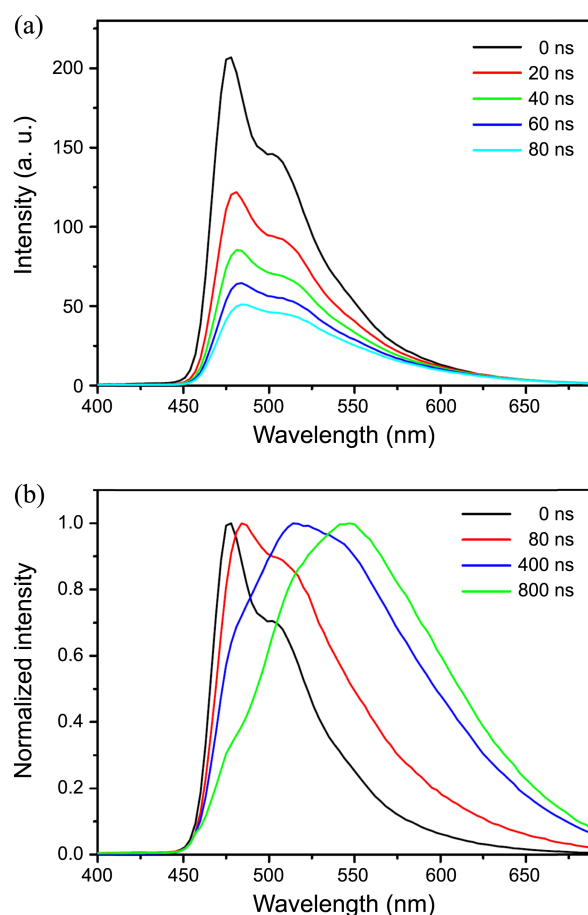 (a)
0 ns
20 ns
40 ns
60 ns
80 ns
200
150
100
50
0
Intensity (a. u.)
400 450 500 550 600 650
Wavelength (nm)
(b)
0 ns
80 ns
400 ns
800 ns
1.0
0.8
0.6
0.4
0.2
0.0
Normalized intensity
400 450 500 550 600 650
Wavelength (nm)